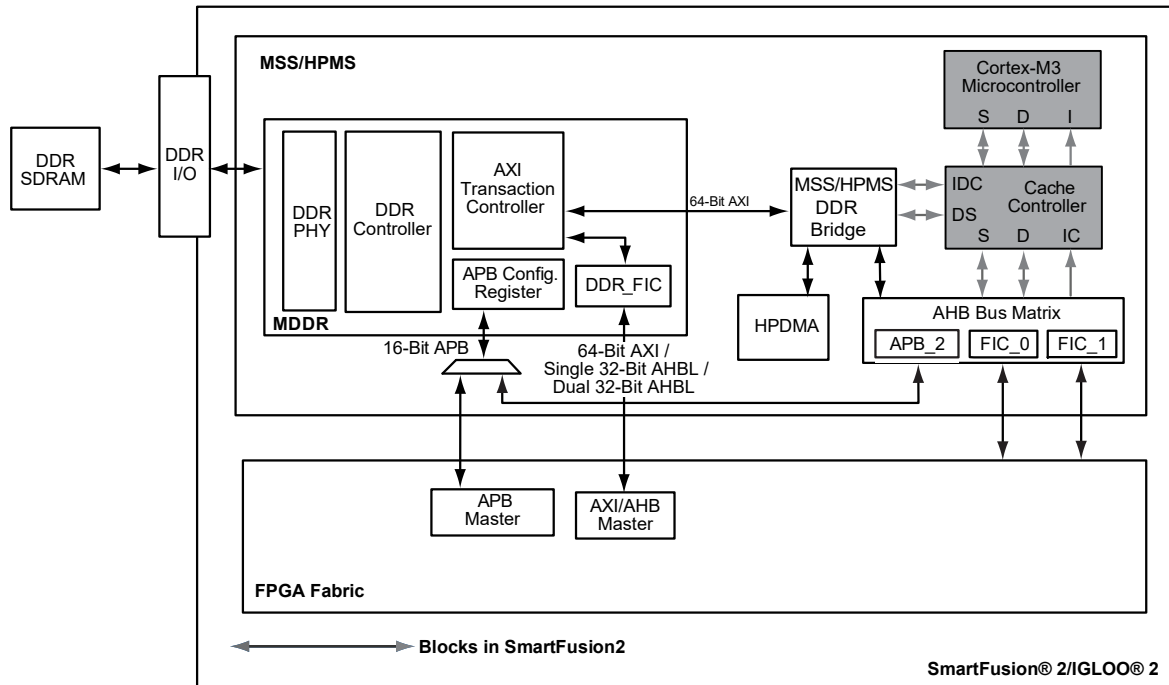 MSS/HPMS
Cortex-M3
Microcontroller
S D I
DDR
SDRAM
DDR
I/O
DDR
PHY
DDR
Controller
AXI
Transaction
Controller
APB Config.
Register
DDR_FIC
MDDR
64-Bit AXI
MSS/HPMS
DDR
Bridge
IDC
DS
Cache
Controller
S D IC
HPDMA
AHB Bus Matrix
APB_2
FIC_0
FIC_1
16-Bit APB
64-Bit AXI /
Single 32-Bit AHBL /
Dual 32-Bit AHBL
APB
Master
AXI/AHB
Master
FPGA Fabric
Blocks in SmartFusion2
SmartFusion® 2/IGLOO® 2